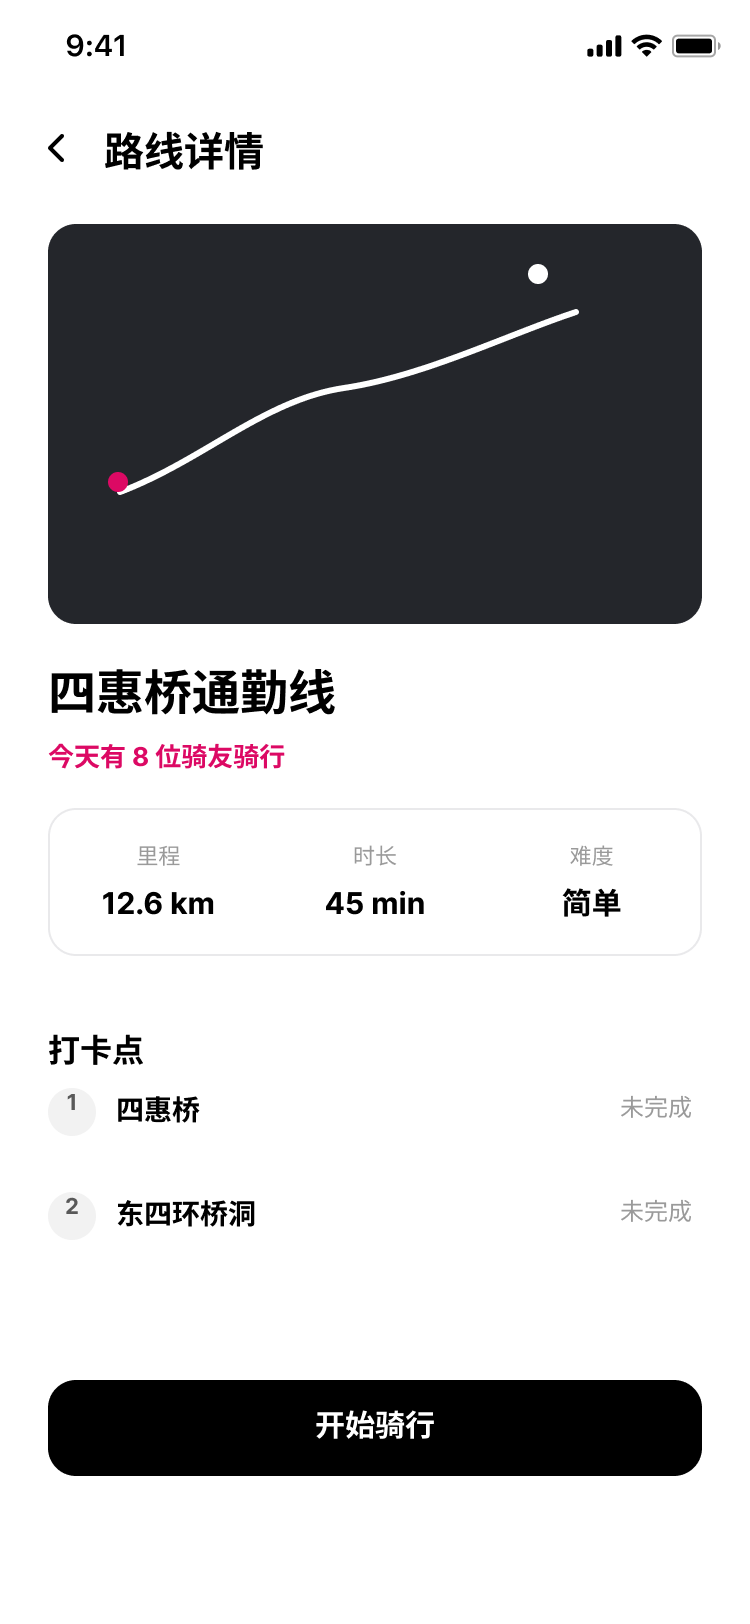 9:41
路线详情
四惠桥通勤线
今天有 8 位骑友骑行
里程 时长 难度
12.6 km 45 min 简单
打卡点
1 四惠桥 未完成
2 东四环桥洞 未完成
开始骑行